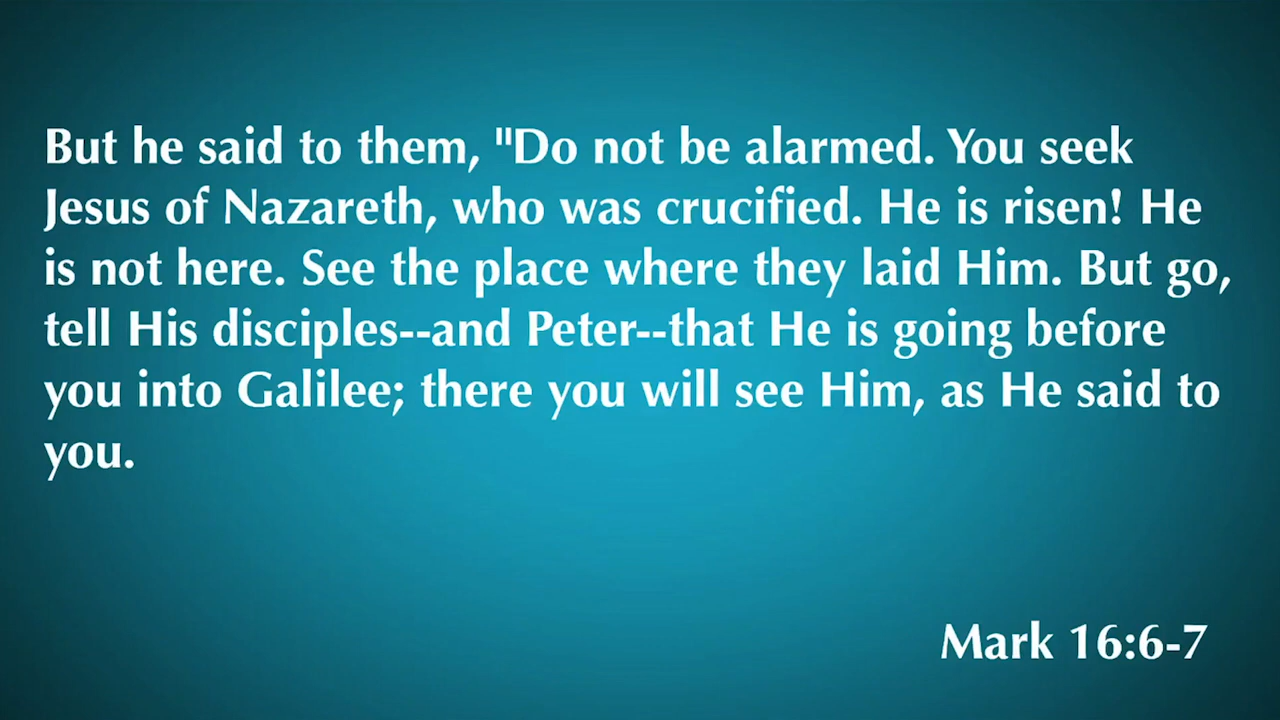 But he said to them, "Do not be alarmed. You seek
Jesus of Nazareth, who was crucified. He is risen! He
is not here. See the place where they laid Him. But go,
tell His disciples--and Peter--that He is going before
you into Galilee; there you will see Him, as He said to
you.
Mark 16:6-7